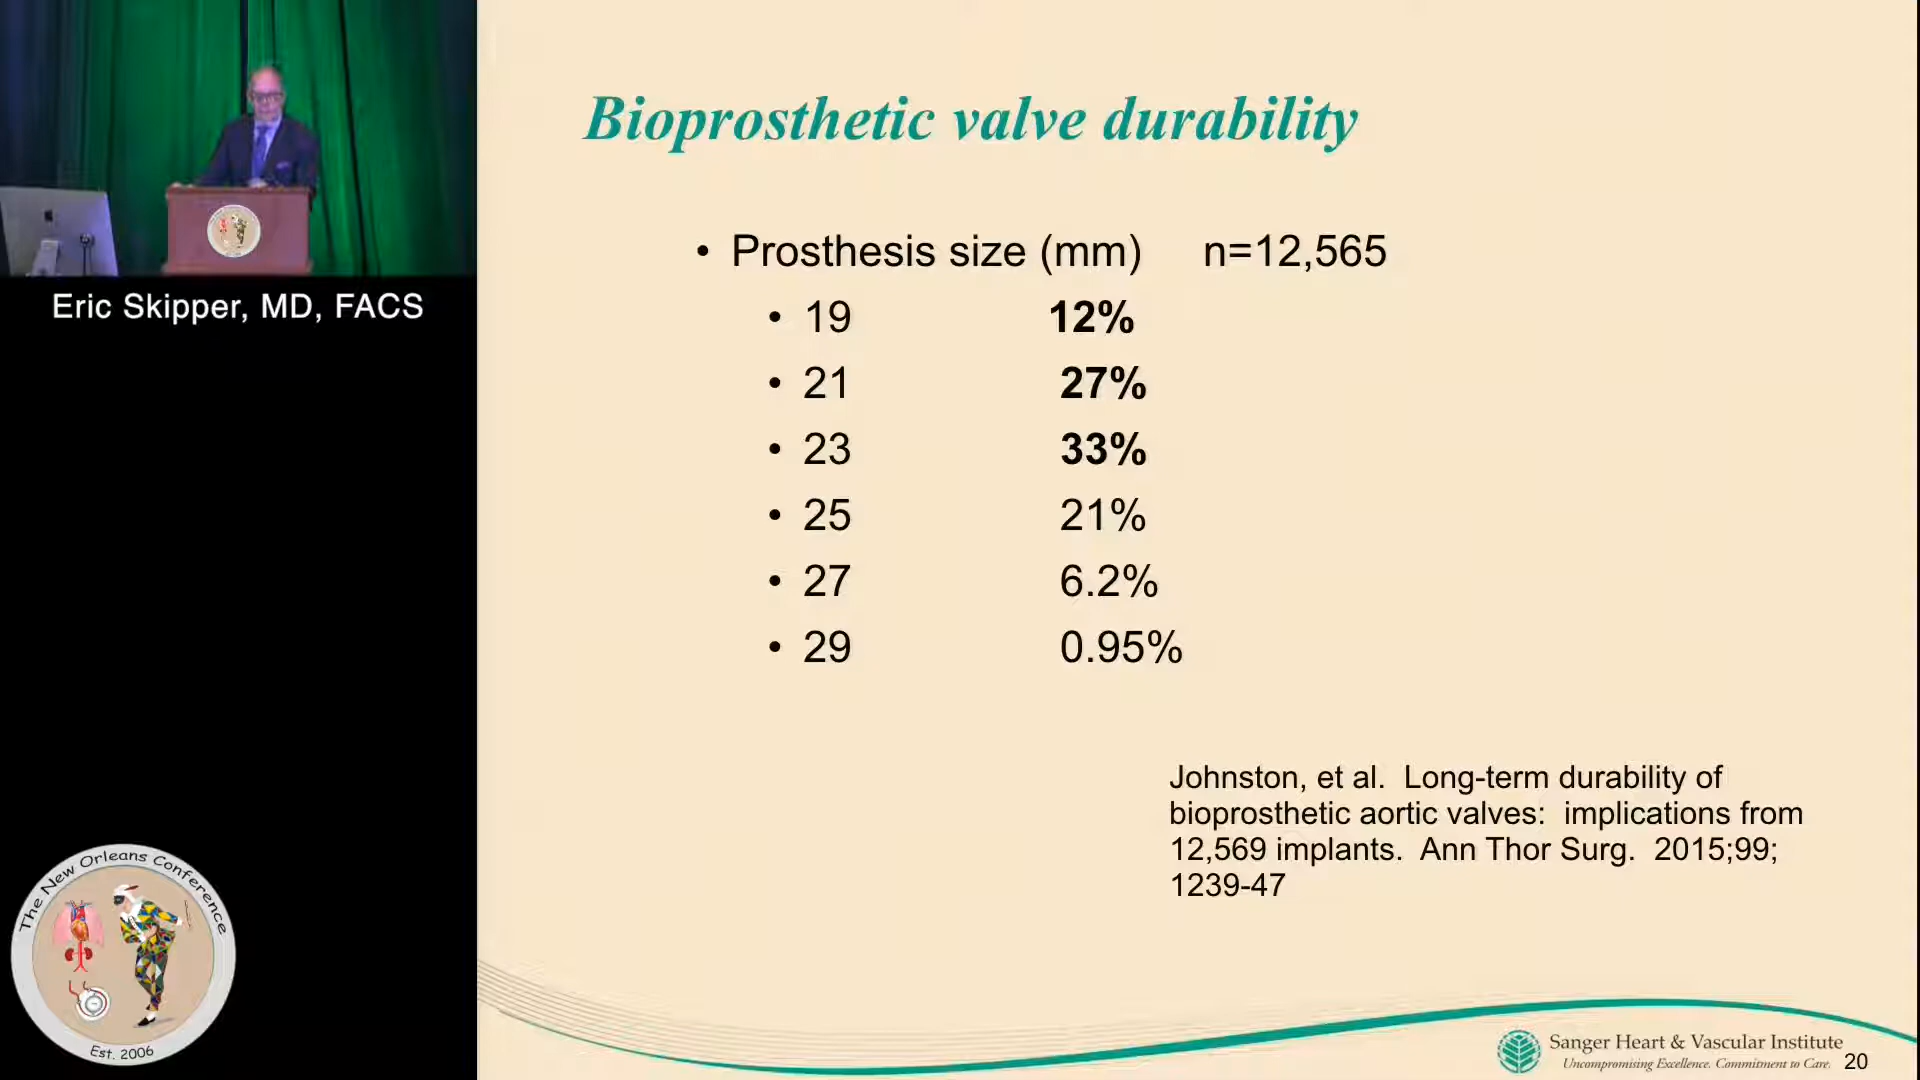 Bioprosthetic valve durability
• Prosthesis size (mm) n=12,565
• 19 12%
• 21 27%
• 23 33%
• 25 21%
• 27 6.2%
• 29 0.95%
Johnston, et al. Long-term durability of
bioprosthetic aortic valves: implications from
12,569 implants. Ann Thor Surg. 2015;99;
1239-47
Eric Skipper, MD, FACS
The New Orleans Conference
Est. 2006
Sanger Heart & Vascular Institute
Uncompromising Excellence. Commitment to Care.
20